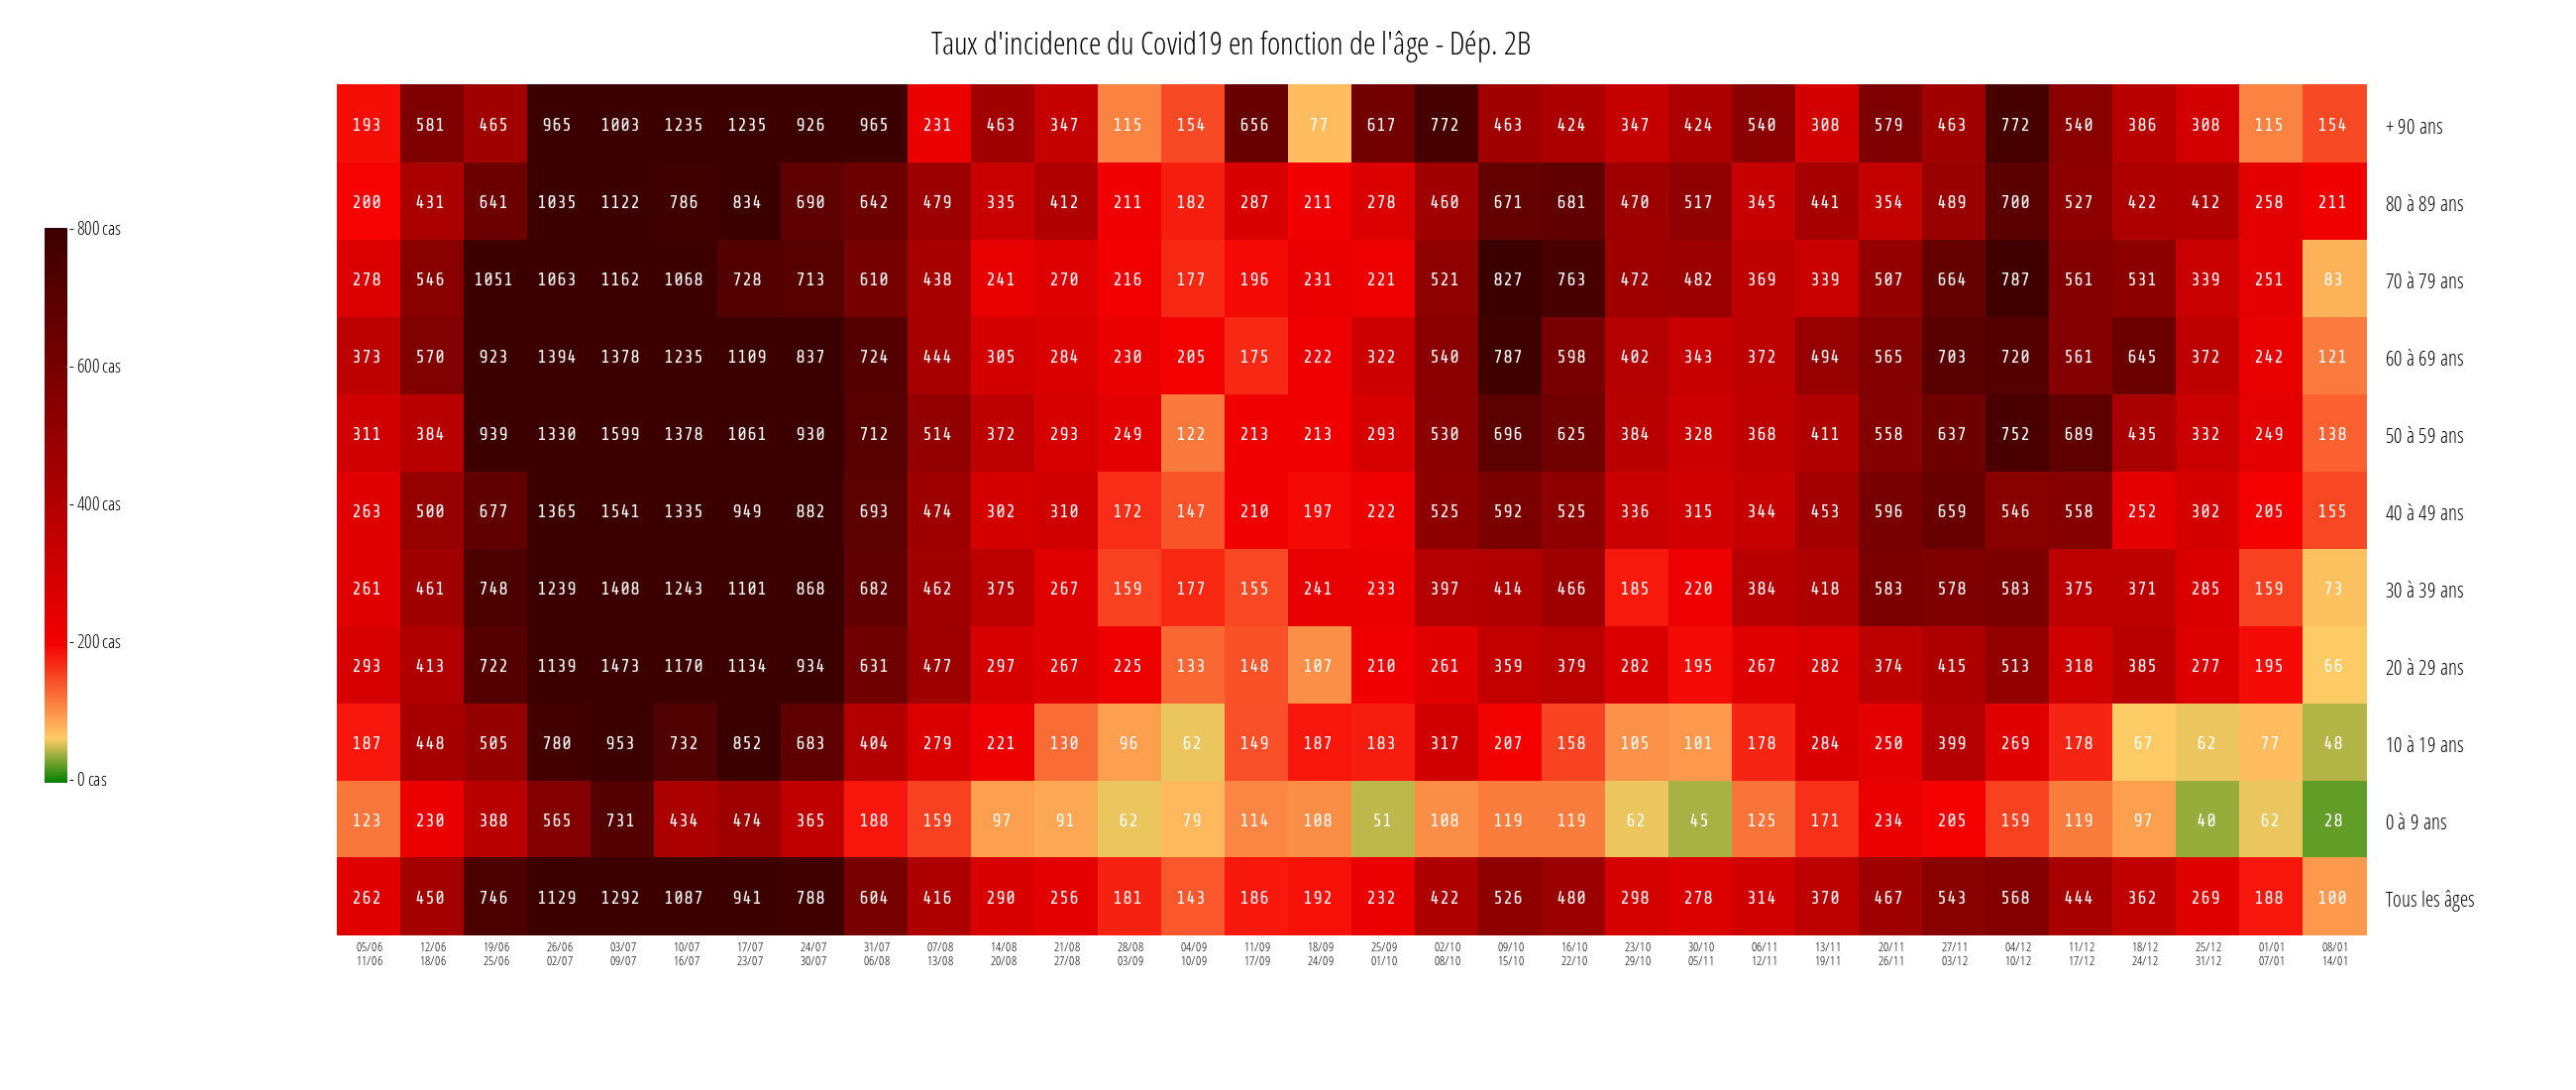 Taux d'incidence du Covid19 en fonction de l'âge - Dép. 2B
193 581 465 965 1003 1235 1235 926 965 231 463 347 115 154 656 77 617 772 463 424 347 424 540 308 579 463 772 540 386 308 115 154 + 90 ans
200 431 641 1035 1122 786 834 690 642 479 335 412 211 182 287 211 278 460 671 681 470 517 345 441 354 489 700 527 422 412 258 211 80 à 89 ans
- 800 cas
278 546 1051 1063 1162 1068 728 713 610 438 241 270 216 177 196 231 221 521 827 763 472 482 369 339 507 664 787 561 531 339 251 83 70 à 79 ans
373 570 923 1394 1378 1235 1109 837 724 444 305 284 230 205 175 222 322 540 787 598 402 343 372 494 565 703 720 561 645 372 242 121 60 à 69 ans
- 600 cas
311 384 939 1330 1599 1378 1061 930 712 514 372 293 249 122 213 213 293 530 696 625 384 328 368 411 558 637 752 689 435 332 249 138 50 à 59 ans
- 400 cas
263 500 677 1365 1541 1335 949 882 693 474 302 310 172 147 210 197 222 525 592 525 336 315 344 453 596 659 546 558 252 302 205 155 40 à 49 ans
261 461 748 1239 1408 1243 1101 868 682 462 375 267 159 177 155 241 233 397 414 466 185 220 384 418 583 578 583 375 371 285 159 73 30 à 39 ans
- 200 cas
293 413 722 1139 1473 1170 1134 934 631 477 297 267 225 133 148 107 210 261 359 379 282 195 267 282 374 415 513 318 385 277 195 66 20 à 29 ans
187 448 505 780 953 732 852 683 404 279 221 130 96 62 149 187 183 317 207 158 105 101 178 284 250 399 269 178 67 62 77 48 10 à 19 ans
- 0 cas
123 230 388 565 731 434 474 365 188 159 97 91 62 79 114 108 51 108 119 119 62 45 125 171 234 205 159 119 97 40 62 28 0 à 9 ans
262 450 746 1129 1292 1087 941 788 604 416 290 256 181 143 186 192 232 422 526 480 298 278 314 370 467 543 568 444 362 269 188 100 Tous les âges
05/06 12/06 19/06 26/06 03/07 10/07 17/07 24/07 31/07 07/08 14/08 21/08 28/08 04/09 11/09 18/09 25/09 02/10 09/10 16/10 23/10 30/10 06/11 13/11 20/11 27/11 04/12 11/12 18/12 25/12 01/01 08/01
11/06 18/06 25/06 02/07 09/07 16/07 23/07 30/07 06/08 13/08 20/08 27/08 03/09 10/09 17/09 24/09 01/10 08/10 15/10 22/10 29/10 05/11 12/11 19/11 26/11 03/12 10/12 17/12 24/12 31/12 07/01 14/01